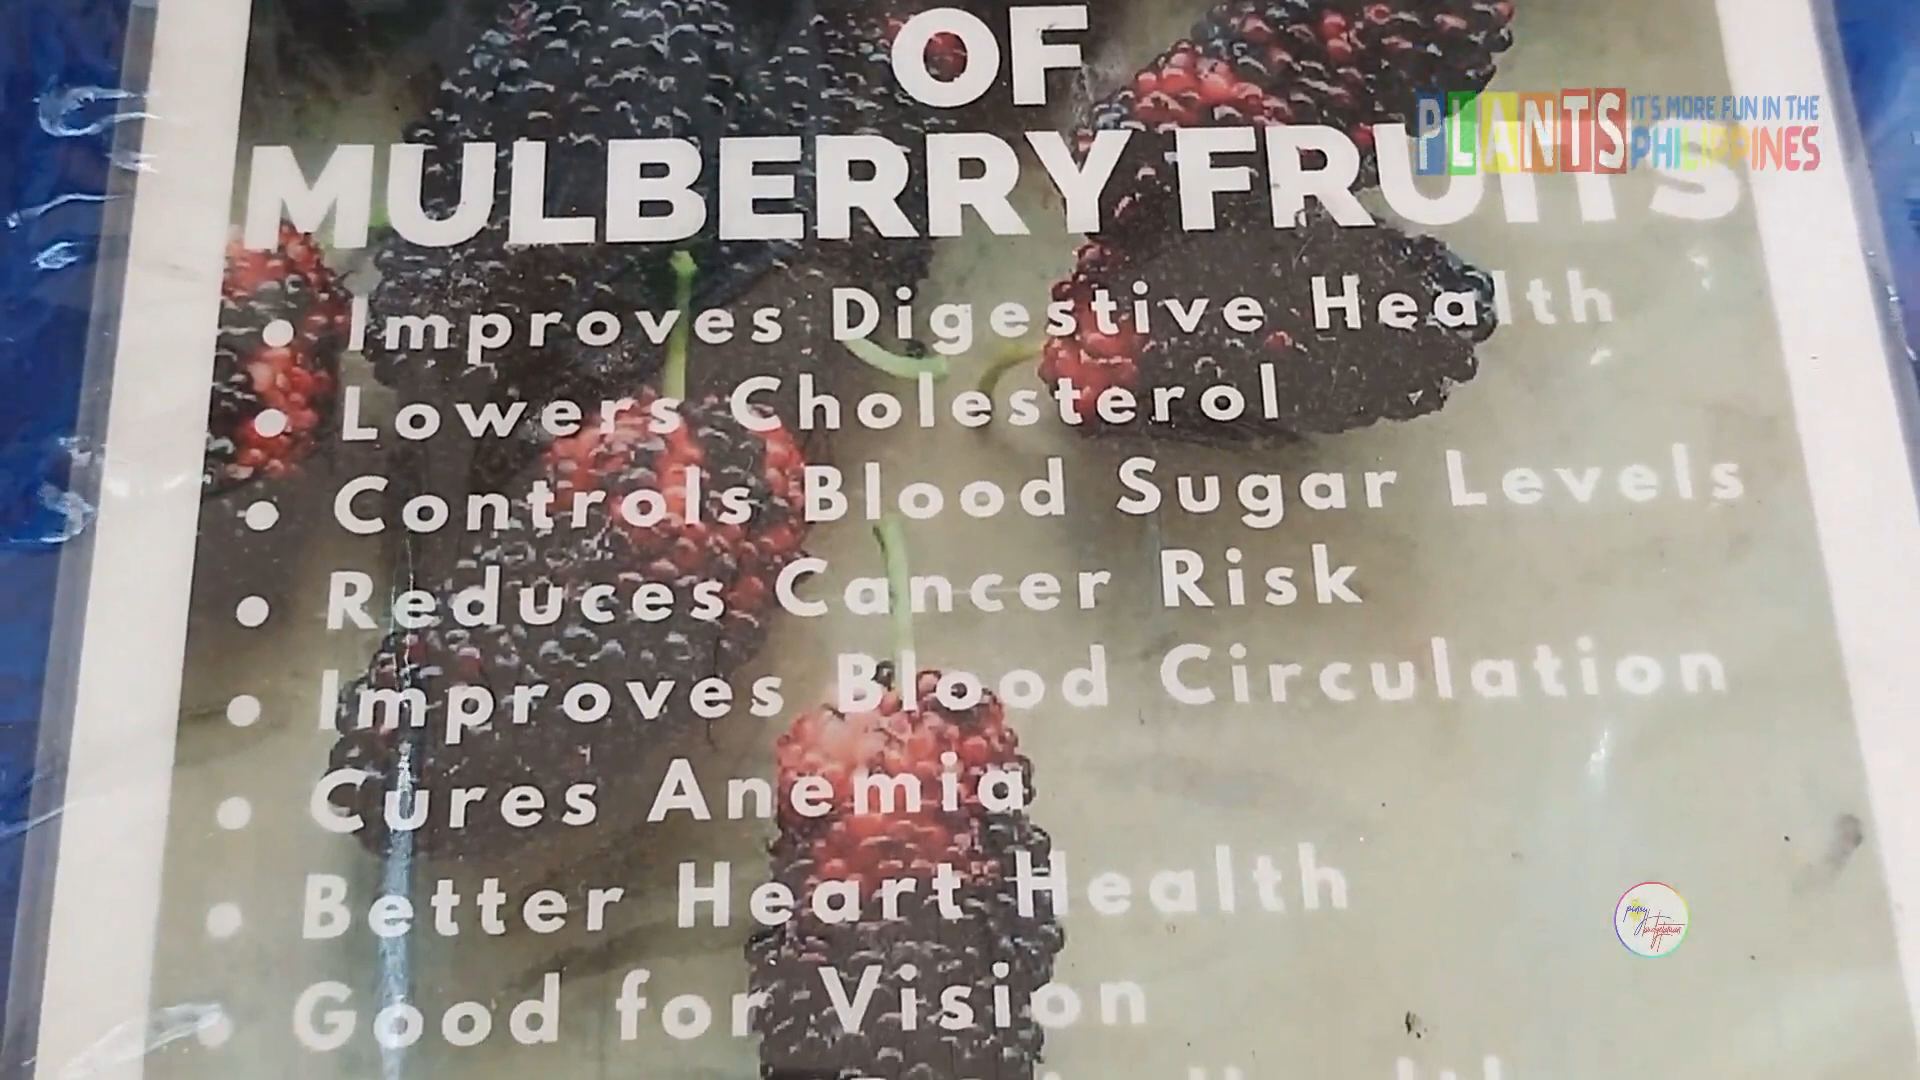 OF
MULBERRY FRUITS
PLANTS IT'S MORE FUN IN THE PHILIPPINES
• Improves Digestive Health
• Lowers Cholesterol
• Controls Blood Sugar Levels
• Reduces Cancer Risk
• Improves Blood Circulation
• Cures Anemia
• Better Heart Health
• Good for Vision